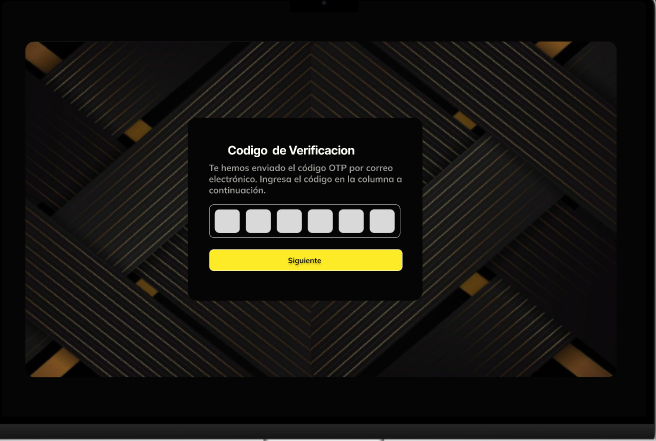 Codigo de Verificacion
Te hemos enviado el código OTP por correo
electrónico. Ingresa el código en la columna a
continuación.
Siguiente